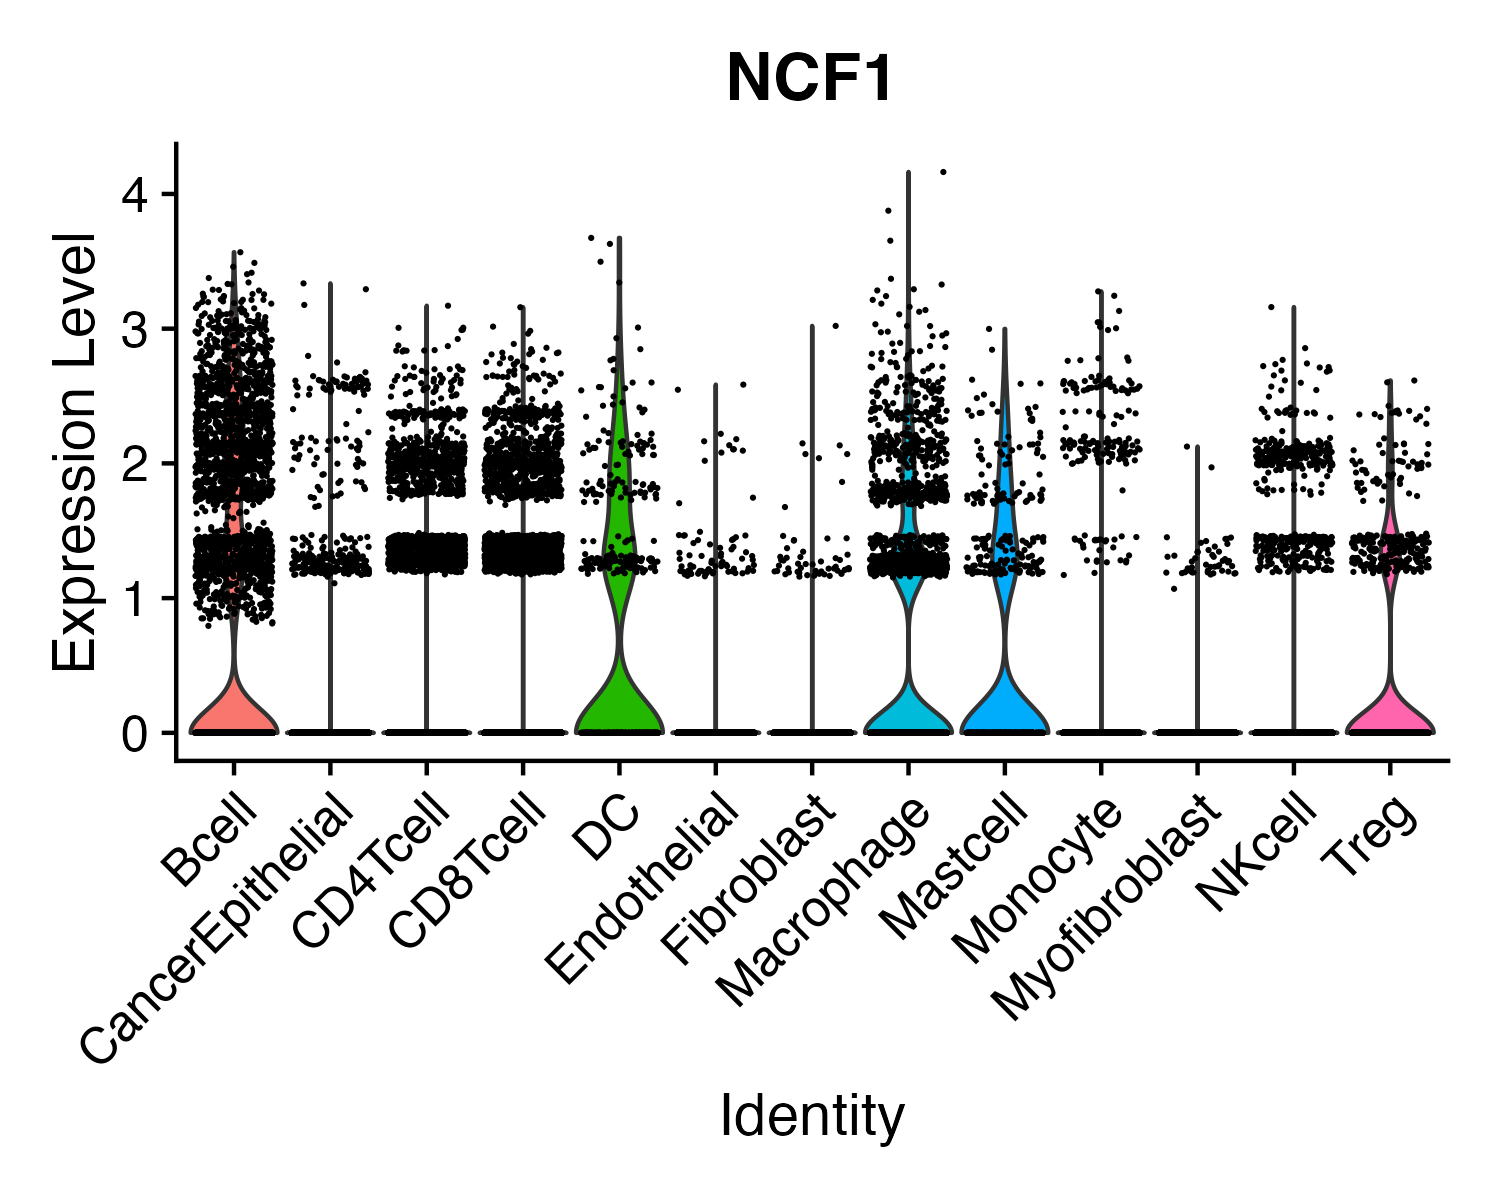 NCF1
Expression Level
4
3
2
1
0
Bcell
CancerEpithelial
CD4Tcell
CD8Tcell
DC
Endothelial
Fibroblast
Macrophage
Mastcell
Monocyte
Myofibroblast
NKcell
Treg
Identity